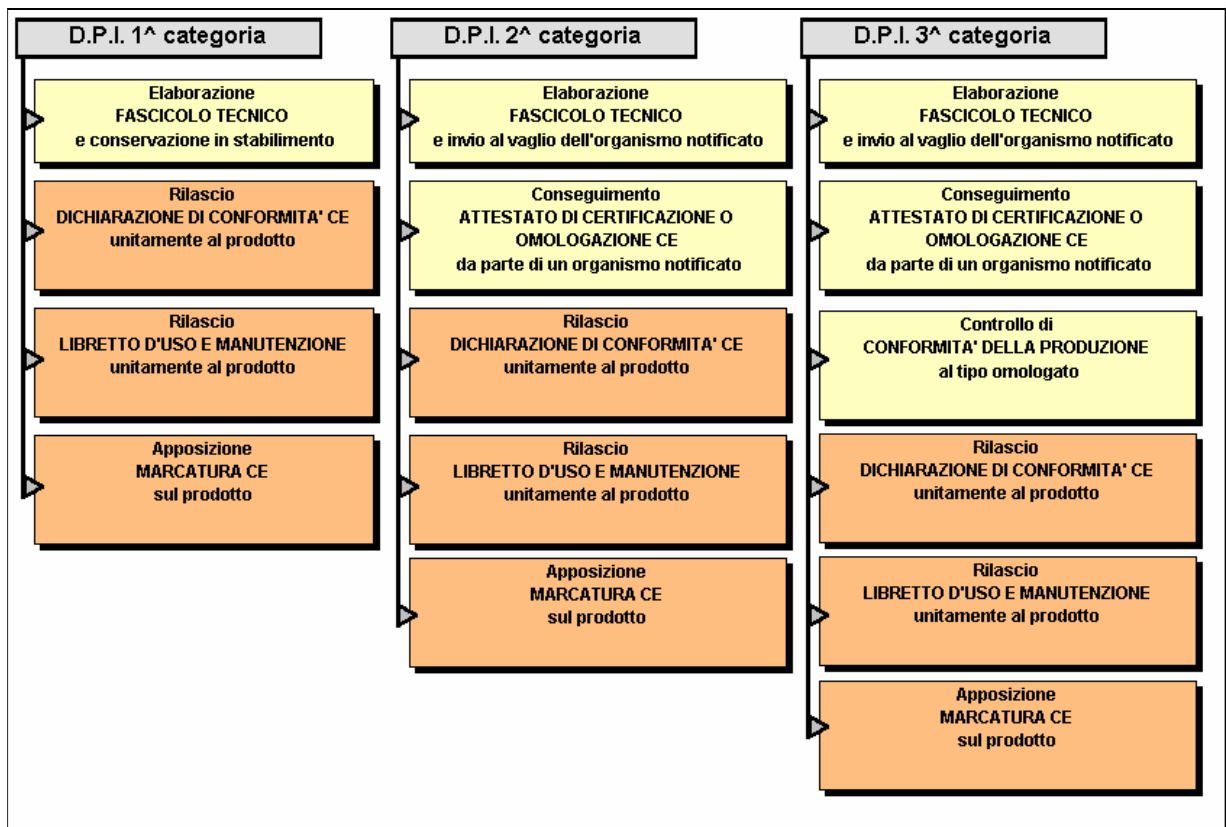 D.P.I. 1^ categoria
Elaborazione
FASCICOLO TECNICO
e conservazione in stabilimento
Rilascio
DICHIARAZIONE DI CONFORMITA' CE
unitamente al prodotto
Rilascio
LIBRETTO D'USO E MANUTENZIONE
unitamente al prodotto
Apposizione
MARCATURA CE
sul prodotto
D.P.I. 2^ categoria
Elaborazione
FASCICOLO TECNICO
e invio al vaglio dell'organismo notificato
Conseguimento
ATTESTATO DI CERTIFICAZIONE O
OMOLOGAZIONE CE
da parte di un organismo notificato
Rilascio
DICHIARAZIONE DI CONFORMITA' CE
unitamente al prodotto
Rilascio
LIBRETTO D'USO E MANUTENZIONE
unitamente al prodotto
Apposizione
MARCATURA CE
sul prodotto
D.P.I. 3^ categoria
Elaborazione
FASCICOLO TECNICO
e invio al vaglio dell'organismo notificato
Conseguimento
ATTESTATO DI CERTIFICAZIONE O
OMOLOGAZIONE CE
da parte di un organismo notificato
Controllo di
CONFORMITA' DELLA PRODUZIONE
al tipo omologato
Rilascio
DICHIARAZIONE DI CONFORMITA' CE
unitamente al prodotto
Rilascio
LIBRETTO D'USO E MANUTENZIONE
unitamente al prodotto
Apposizione
MARCATURA CE
sul prodotto